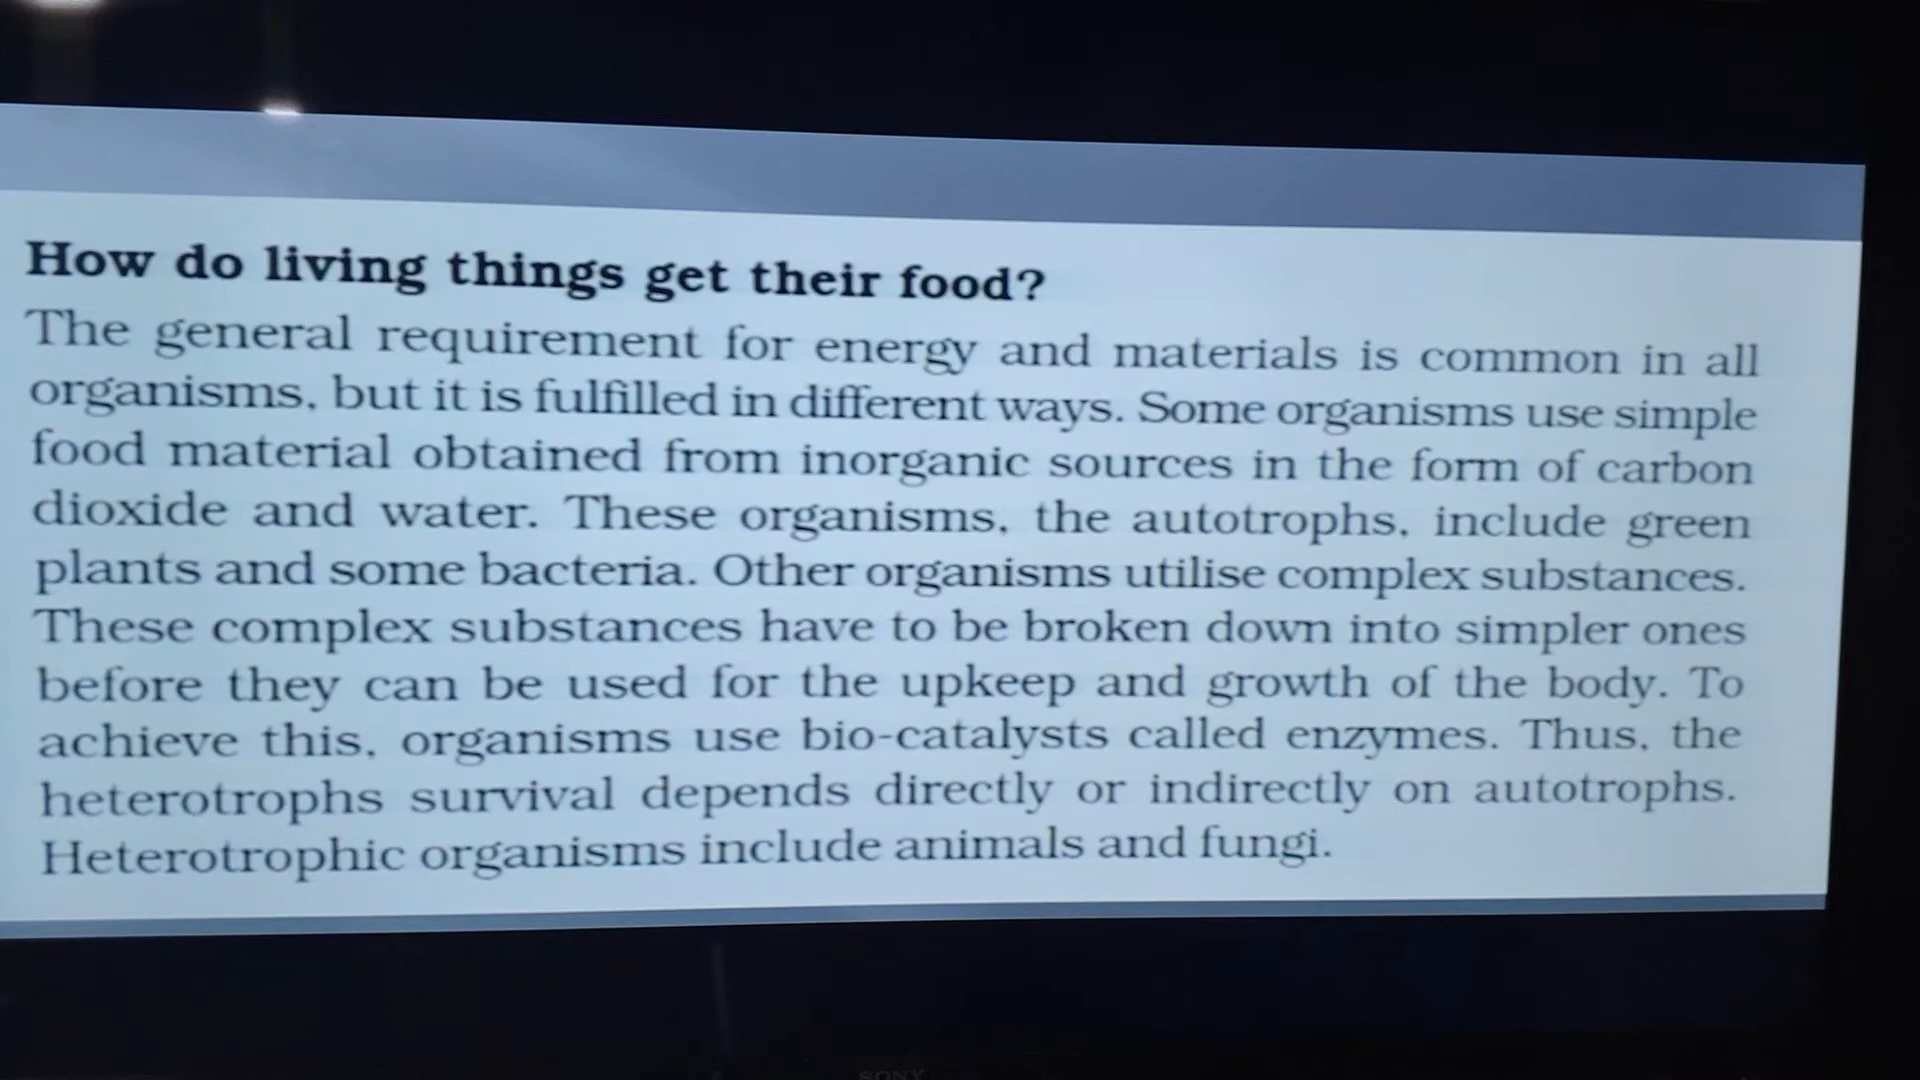 How do living things get their food?
The general requirement for energy and materials is common in all
organisms, but it is fulfilled in different ways. Some organisms use simple
food material obtained from inorganic sources in the form of carbon
dioxide and water. These organisms, the autotrophs, include green
plants and some bacteria. Other organisms utilise complex substances.
These complex substances have to be broken down into simpler ones
before they can be used for the upkeep and growth of the body. To
achieve this, organisms use bio-catalysts called enzymes. Thus, the
heterotrophs survival depends directly or indirectly on autotrophs.
Heterotrophic organisms include animals and fungi.
SONY